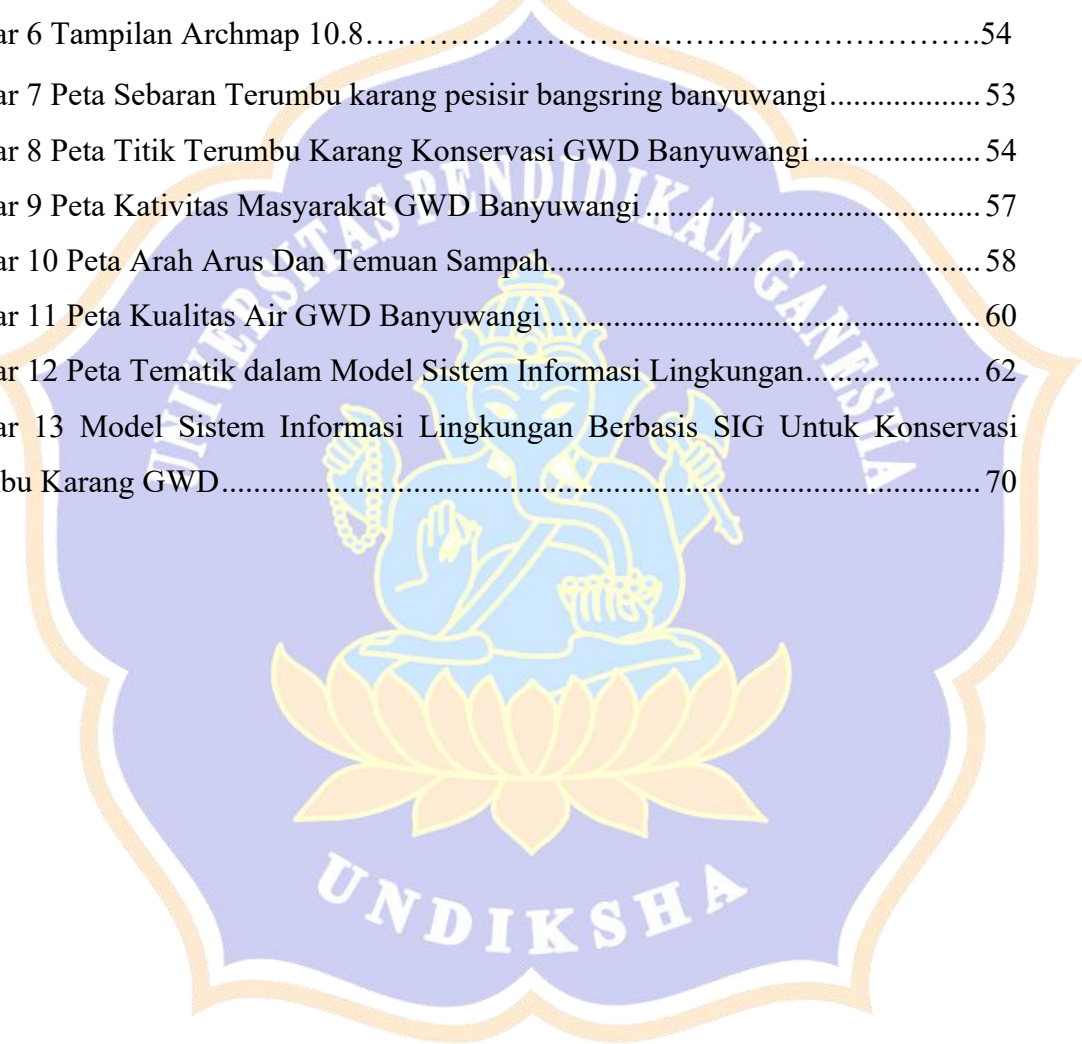 ar 6 Tampilan Archmap 10.8……………………………………………….54
ar 7 Peta Sebaran Terumbu karang pesisir bangsring banyuwangi................... 53
ar 8 Peta Titik Terumbu Karang Konservasi GWD Banyuwangi..................... 54
ar 9 Peta Kativitas Masyarakat GWD Banyuwangi.......................................... 57
ar 10 Peta Arah Arus Dan Temuan Sampah...................................................... 58
ar 11 Peta Kualitas Air GWD Banyuwangi....................................................... 60
ar 12 Peta Tematik dalam Model Sistem Informasi Lingkungan...................... 62
ar 13 Model Sistem Informasi Lingkungan Berbasis SIG Untuk Konservasi
bu Karang GWD............................................................................................... 70
UNIVERSITAS PENDIDIKAN GANESHA
UNDIKSHA